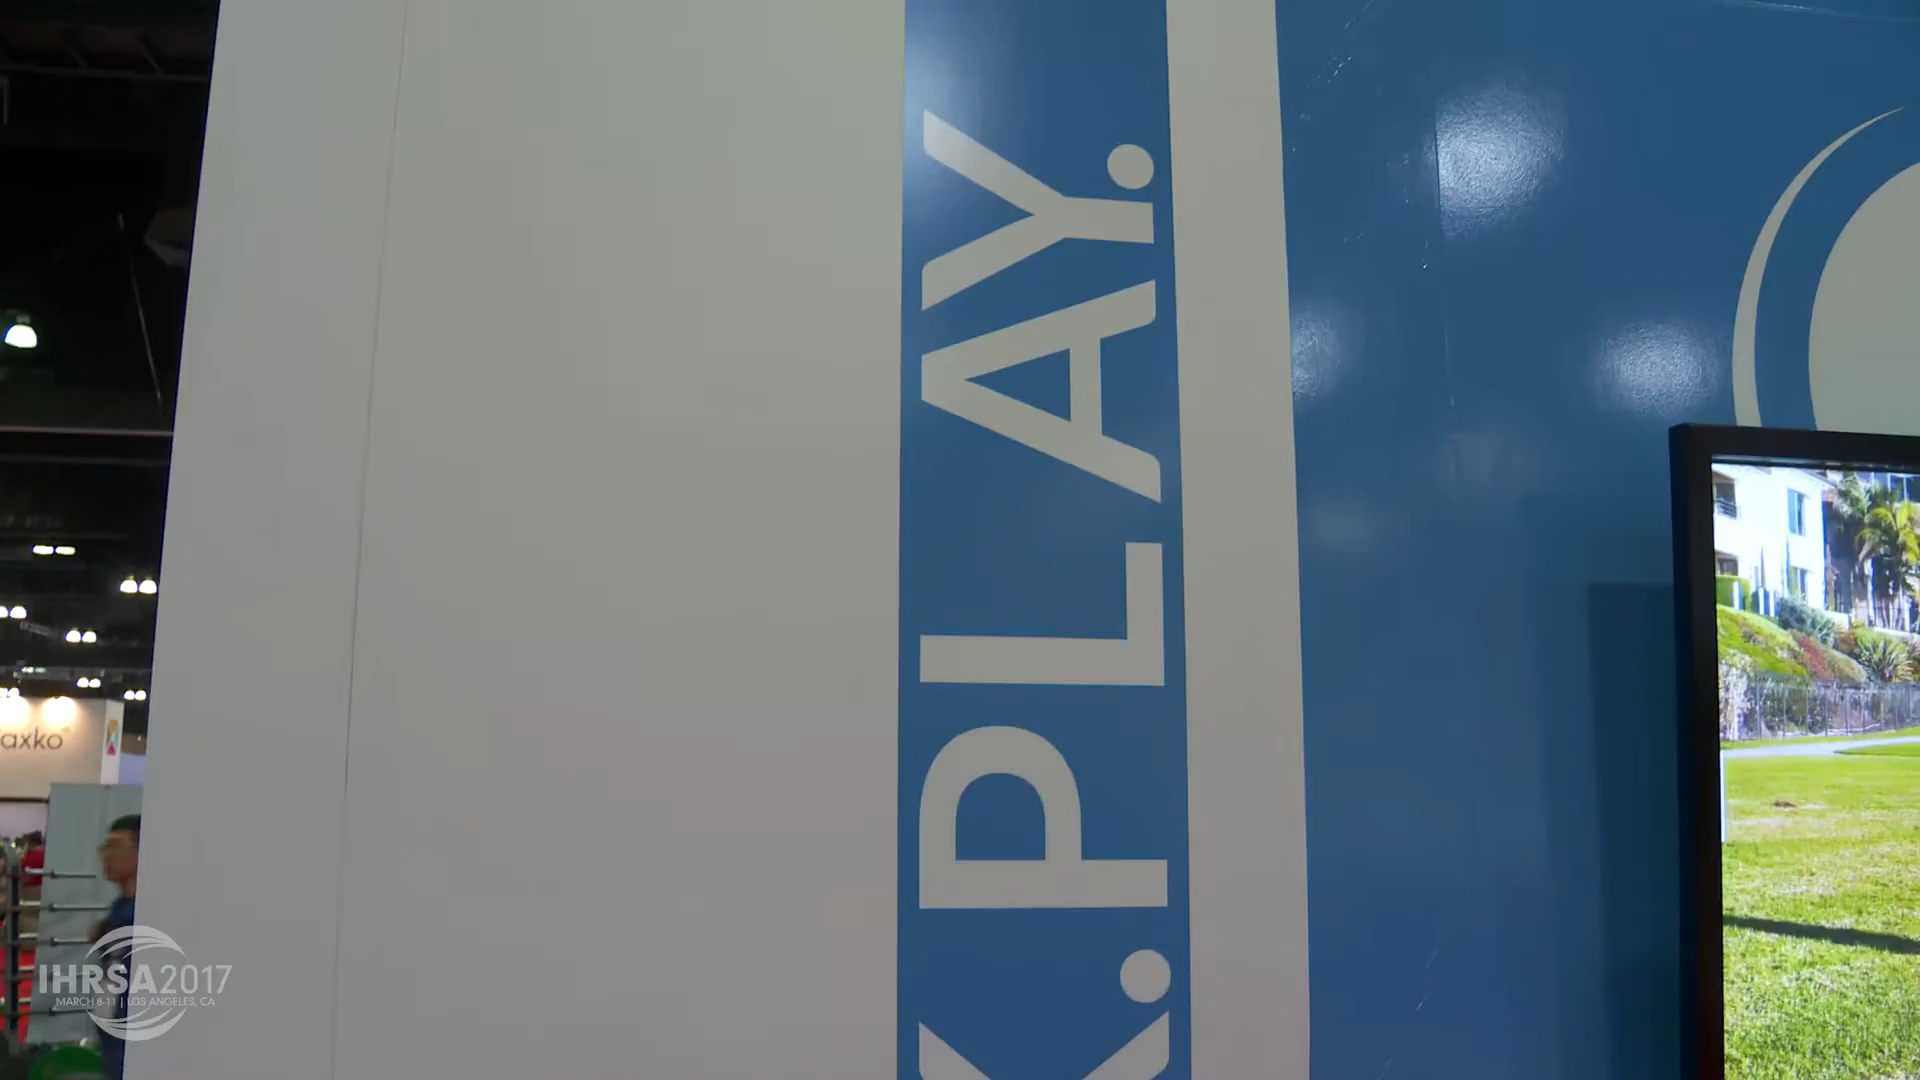 K. PLAY.
axko
IHRSA2017
MARCH 8-11 | LOS ANGELES, CA